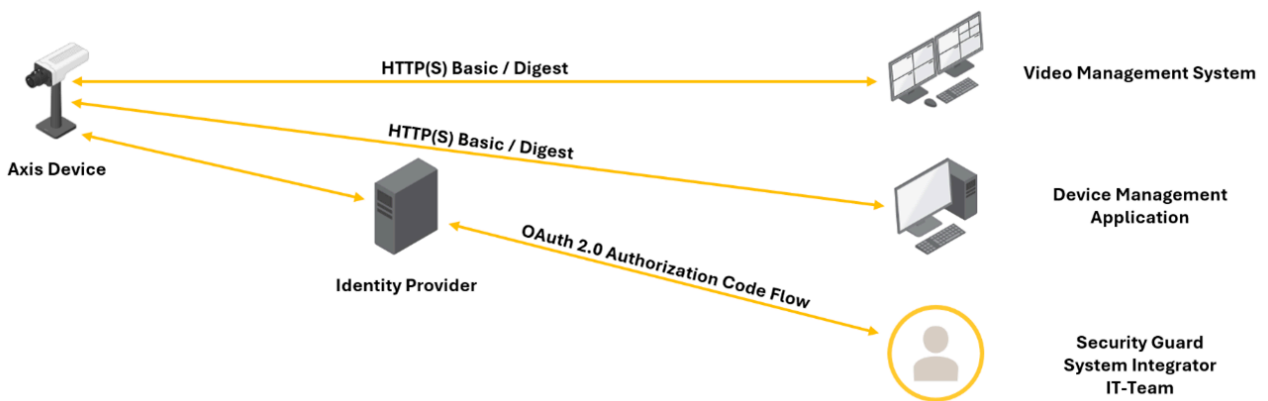 HTTP(S) Basic / Digest
Video Management System
HTTP(S) Basic / Digest
Axis Device
Device Management
Application
OAuth 2.0 Authorization Code Flow
Identity Provider
Security Guard
System Integrator
IT-Team